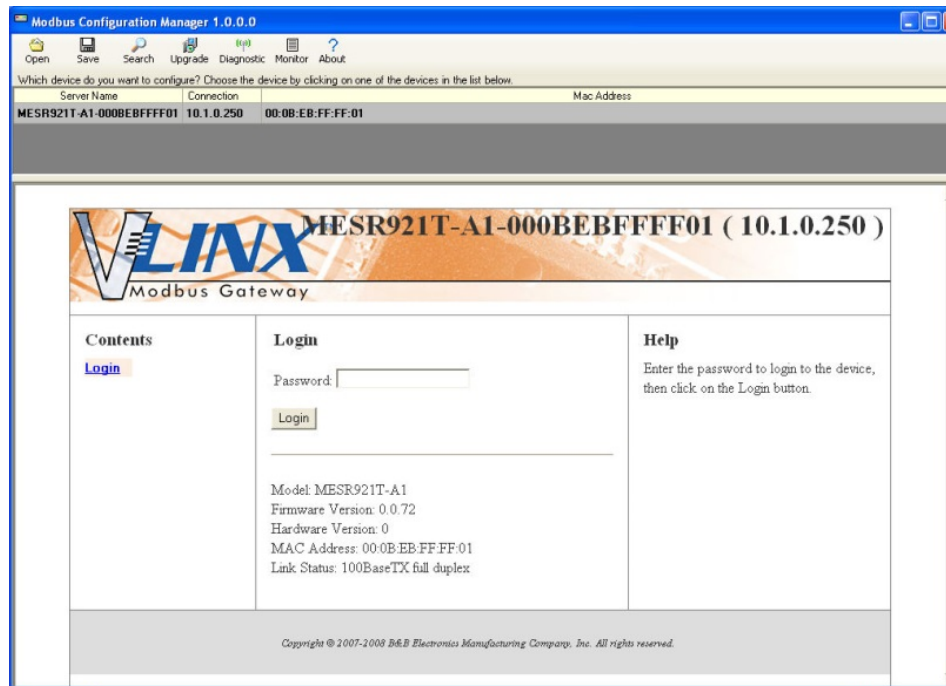 Modbus Configuration Manager 1.0.0.0
Open Save Search Upgrade Diagnostic Monitor About
Which device do you want to configure? Choose the device by clicking on one of the devices in the list below.
Server Name Connection Mac Address
MESR921T-A1-000BEBFFFF01 10.1.0.250 00:0B:EB:FF:FF:01
VLINX
Modbus Gateway
MESR921T-A1-000BEBFFFF01 ( 10.1.0.250 )
Contents
Login
Login
Password:
Login
Model: MESR921T-A1
Firmware Version: 0.0.72
Hardware Version: 0
MAC Address: 00:0B:EB:FF:FF:01
Link Status: 100BaseTX full duplex
Help
Enter the password to login to the device,
then click on the Login button.
Copyright © 2007-2008 B&B Electronics Manufacturing Company, Inc. All rights reserved.